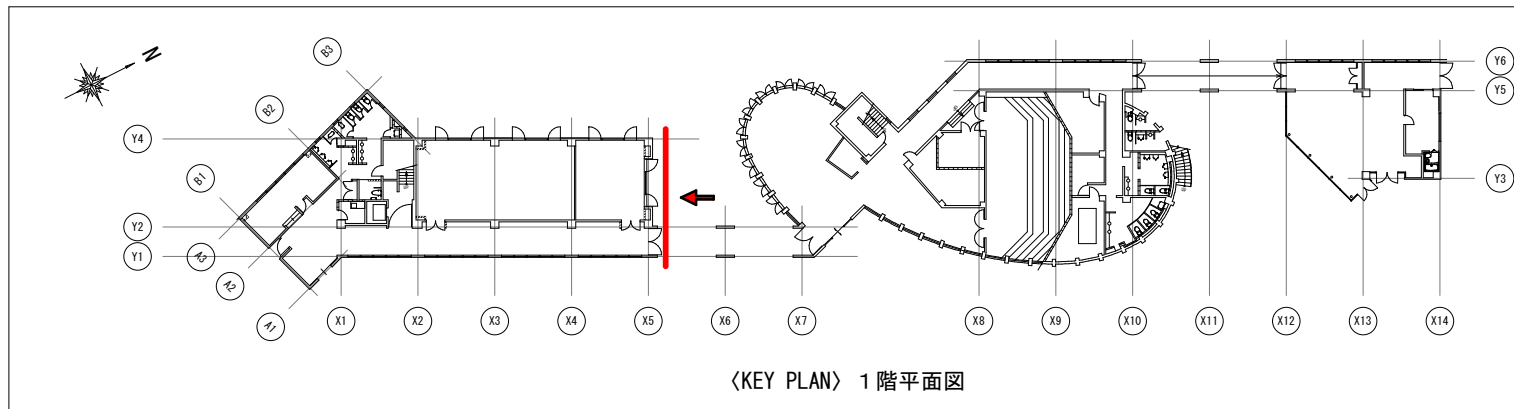 N
B3
B2
Y4
B1
Y2
Y1
A3
A2
A1
X1
X2
X3
X4
X5
X6
X7
X8
X9
X10
X11
X12
X13
X14
Y6
Y5
Y3
〈KEY PLAN〉 1階平面図